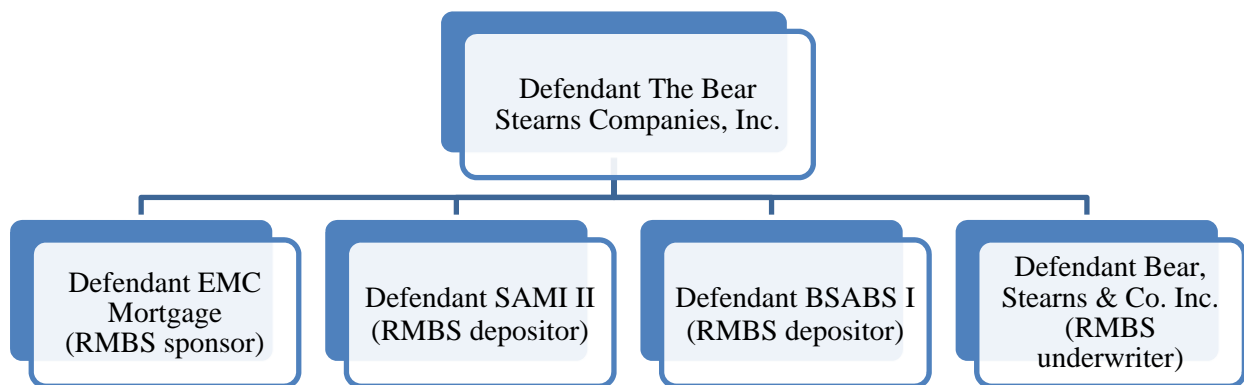 Defendant The Bear
Stearns Companies, Inc.
Defendant EMC
Mortgage
(RMBS sponsor)
Defendant SAMI II
(RMBS depositor)
Defendant BSABS I
(RMBS depositor)
Defendant Bear,
Stearns & Co. Inc.
(RMBS
underwriter)